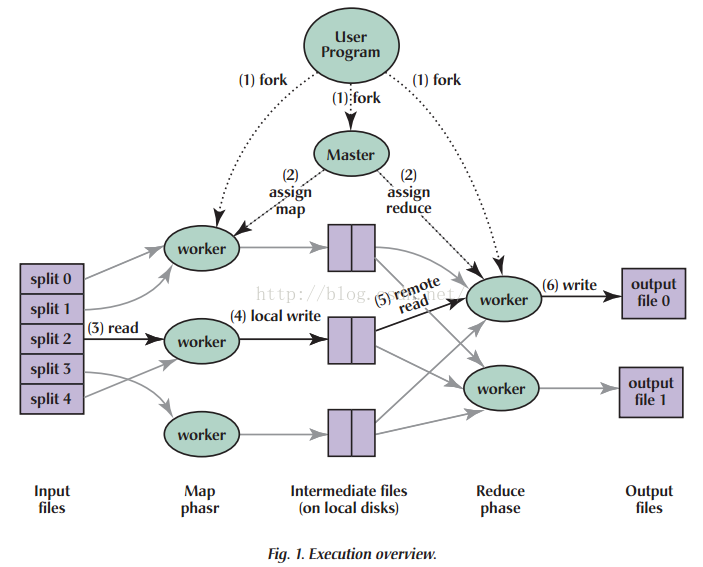 User
Program
(1) fork
(1) fork
(1) fork
Master
(2)
assign
map
(2)
assign
reduce
worker
split 0
split 1
split 2
split 3
split 4
(3) read
worker
(4) local write
worker
http://blog.
net/
(5) remote
read
worker
(6) write
output
file 0
worker
output
file 1
Input
files
Map
phasr
Intermediate files
(on local disks)
Reduce
phase
Output
files
Fig. 1. Execution overview.